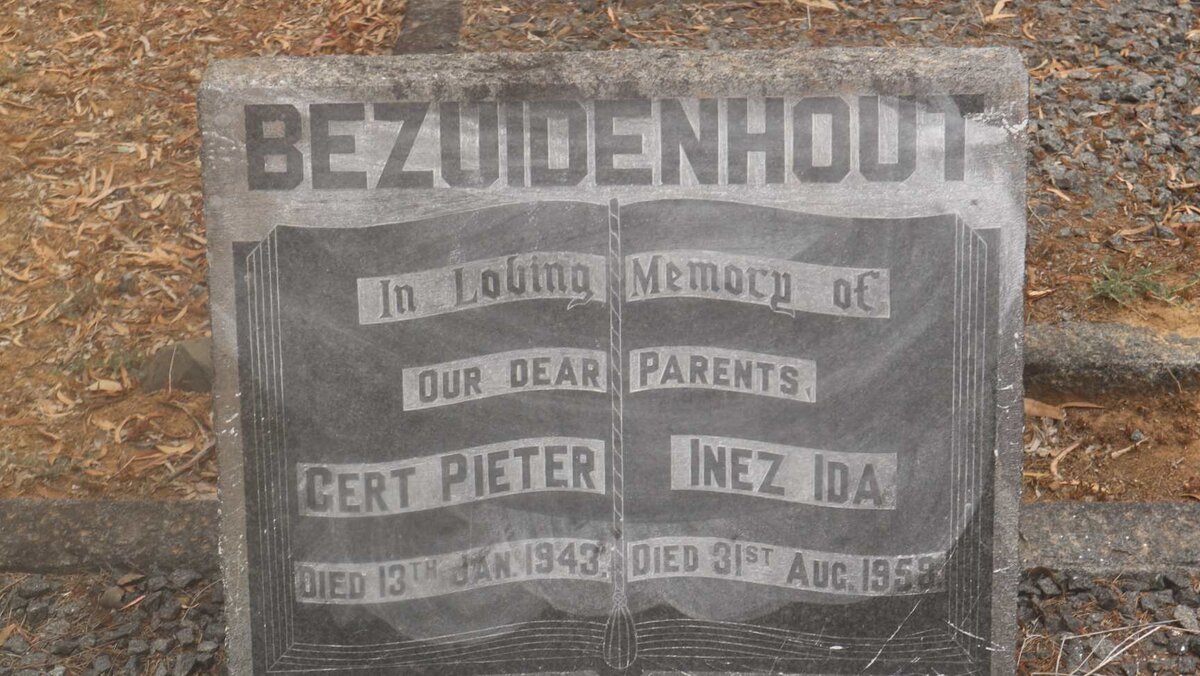 BEZUIDENHOUT
In Loving Memory of
OUR DEAR PARENTS.
GERT PIETER INEZ IDA
DIED 13TH JAN. 1943. DIED 31ST AUG. 1959.